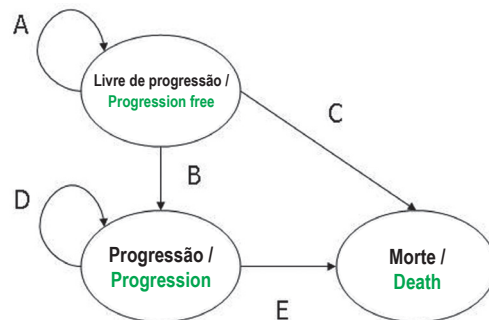 A
Livre de progressão /
Progression free
C
B
D
Progressão /
Progression
Morte /
Death
E